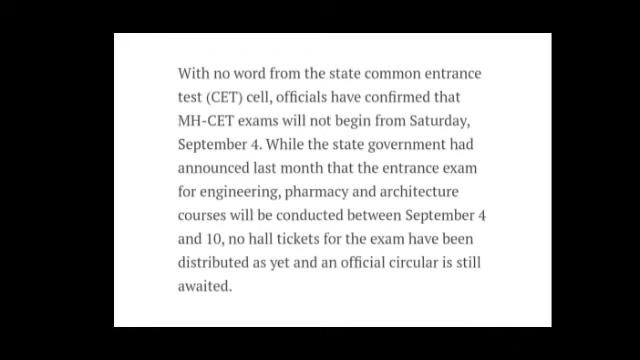 With no word from the state common entrance
test (CET) cell, officials have confirmed that
MH-CET exams will not begin from Saturday,
September 4. While the state government had
announced last month that the entrance exam
for engineering, pharmacy and architecture
courses will be conducted between September 4
and 10, no hall tickets for the exam have been
distributed as yet and an official circular is still
awaited.